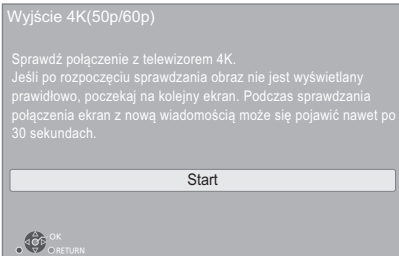 Wyjście 4K(50p/60p)
Sprawdź połączenie z telewizorem 4K.
Jeśli po rozpoczęciu sprawdzania obraz nie jest wyświetlany
prawidłowo, poczekaj na kolejny ekran. Podczas sprawdzania
połączenia ekran z nową wiadomością może się pojawić nawet po
30 sekundach.
Start
OK
RETURN